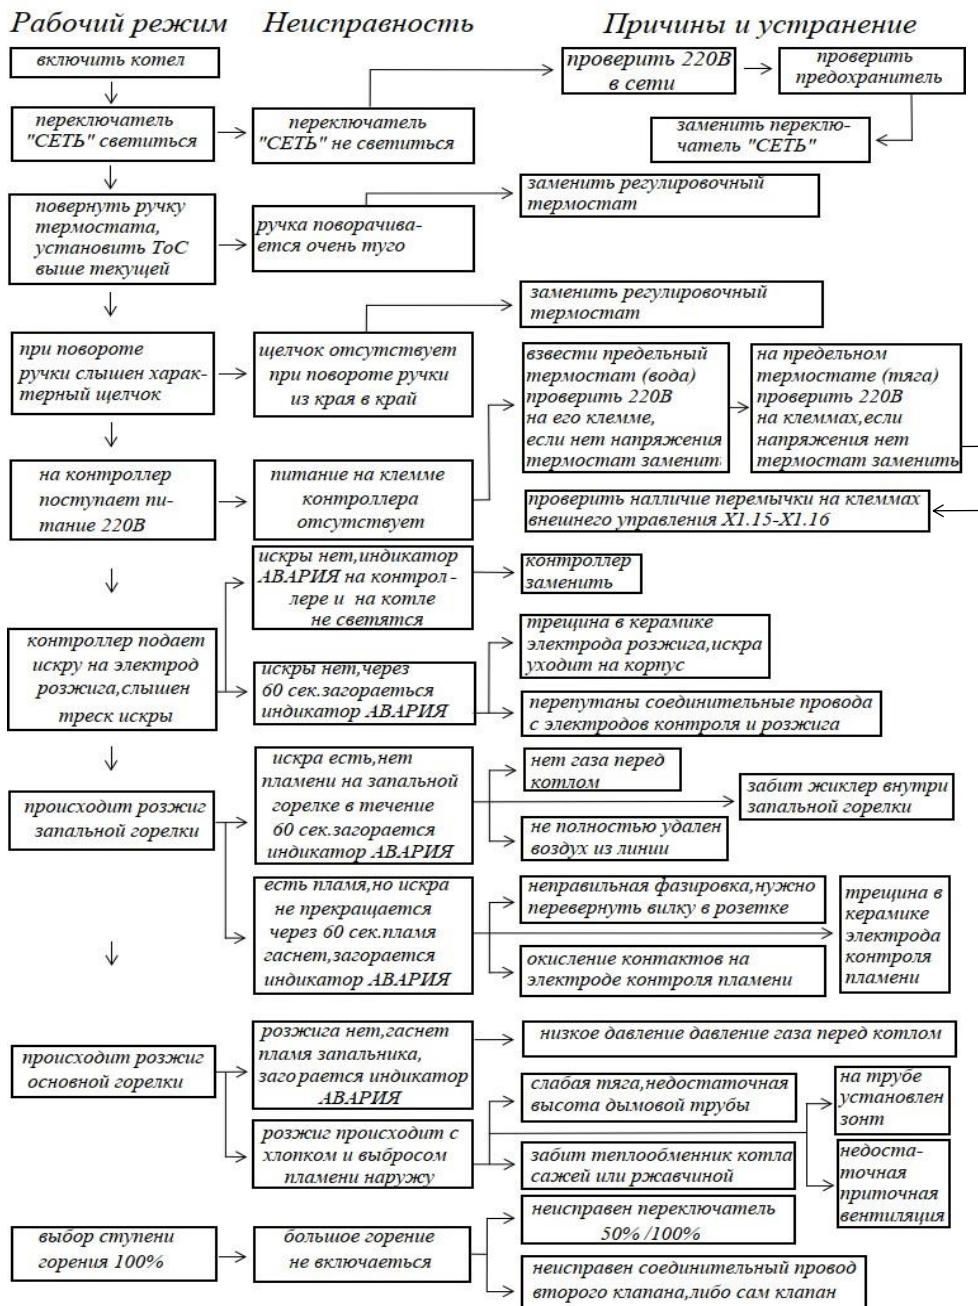 Рабочий режим
Неисправность
Причины и устранение
включить котел
проверить 220В
в сети
проверить
предохранитель
переключатель
"СЕТЬ" светиться
переключатель
"СЕТЬ" не светиться
заменить переклю-
чатель "СЕТЬ"
повернуть ручку
термостата,
установить ТоС
выше текущей
ручка поворачива-
ется очень туго
заменить регулировочный
термостат
при повороте
ручки слышен харак-
терный щелчок
щелчок отсутствует
при повороте ручки
из края в край
заменить регулировочный
термостат
на контроллер
поступает пи-
тание 220В
питание на клемме
контроллера
отсутствует
взвести предельный
термостат (вода)
проверить 220В
на его клемме,
если нет напряжения
термостат заменить
на предельном
термостате (тяга)
проверить 220В
на клеммах,если
напряжения нет
термостат заменить
проверить налличие перемычки на клеммах
внешнего управления X1.15-X1.16
контроллер подает
искру на электрод
розжига,слышен
треск искры
искры нет,индикатор
АВАРИЯ на контрол-
лере и на котле
не светятся
контроллер
заменить
искры нет,через
60 сек.загораеться
индикатор АВАРИЯ
трещина в керамике
электрода розжига,искра
уходит на корпус
перепутаны соединительные провода
с электродов контроля и розжига
происходит розжиг
запальной горелки
искра есть,нет
пламени на запальной
горелке в течение
60 сек.загорается
индикатор АВАРИЯ
нет газа перед
котлом
забит жиклер внутри
запальной горелки
не полностью удален
воздух из линии
есть пламя,но искра
не прекращается
через 60 сек.пламя
гаснет,загорается
индикатор АВАРИЯ
неправильная фазировка,нужно
перевернуть вилку в розетке
трещина в
керамике
электрода
контроля
пламени
окисление контактов на
электроде контроля пламени
происходит розжиг
основной горелки
розжига нет,гаснет
пламя запальника,
загорается индикатор
АВАРИЯ
низкое давление давление газа перед котлом
розжиг происходит с
хлопком и выбросом
пламени наружу
слабая тяга,недостаточная
высота дымовой трубы
на трубе
установлен
зонт
забит теплообменник котла
сажей или ржавчиной
недоста-
точная
приточная
вентиляция
выбор ступени
горения 100%
большое горение
не включаеться
неисправен переключатель
50% /100%
неисправен соединительный провод
второго клапана,либо сам клапан